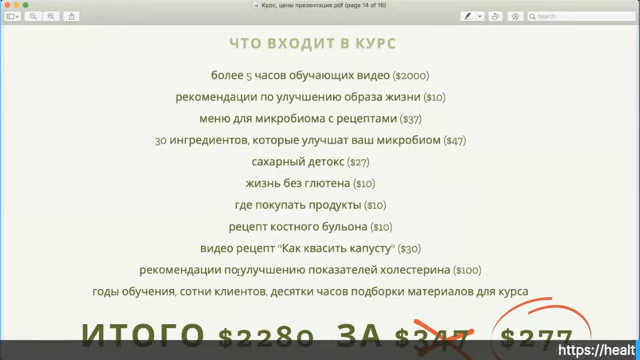 Курс, цены презентация.pdf (page 14 of 16)
Search
ЧТО ВХОДИТ В КУРС
более 5 часов обучающих видео ($2000)
рекомендации по улучшению образа жизни ($10)
меню для микробиома с рецептами ($37)
30 ингредиентов, которые улучшат ваш микробиом ($47)
сахарный детокс ($27)
жизнь без глютена ($10)
где покупать продукты ($10)
рецепт костного бульона ($10)
видео рецепт "Как квасить капусту" ($30)
рекомендации по улучшению показателей холестерина ($100)
годы обучения, сотни клиентов, десятки часов подборки материалов для курса
ИТОГО $2280 ЗА $347 $277
https://healt